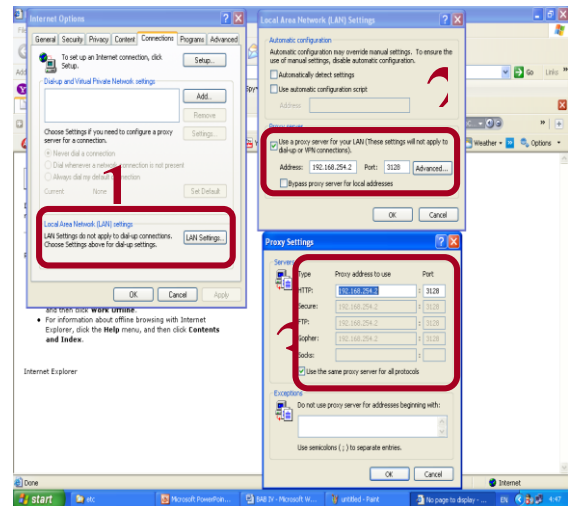 Internet Options
General Security Privacy Content Connections Programs Advanced
To set up an Internet connection, click
Setup.
Setup...
Dial-up and Virtual Private Network settings
Add...
Remove
Choose Settings if you need to configure a proxy
server for a connection.
Settings...
Never dial a connection
Dial whenever a network connection is not present
Always dial my default connection
Current None
Set Default
1
Local Area Network (LAN) settings
LAN Settings do not apply to dial-up connections.
Choose Settings above for dial-up settings.
LAN Settings...
OK Cancel Apply
and then click Work Offline.
• For information about offline browsing with Internet
Explorer, click the Help menu, and then click Contents
and Index.
Internet Explorer
Local Area Network (LAN) Settings
Automatic configuration
Automatic configuration may override manual settings. To ensure the
use of manual settings, disable automatic configuration.
Automatically detect settings
Use automatic configuration script
Address
2
Proxy server
Use a proxy server for your LAN (These settings will not apply to
dial-up or VPN connections).
Address: 192.168.254.2 Port: 3128 Advanced...
Bypass proxy server for local addresses
OK Cancel
Proxy Settings
Servers
Type Proxy address to use Port
HTTP: 192.168.254.2 : 3128
Secure: 192.168.254.2 : 3128
FTP: 192.168.254.2 : 3128
Gopher: 192.168.254.2 : 3128
Socks: :
Use the same proxy server for all protocols
3
Exceptions
Do not use proxy server for addresses beginning with:
Use semicolons ( ; ) to separate entries.
OK Cancel
Go Links »
Weather Options
Done
Internet
start
etc
Microsoft PowerPoin...
BAB IV - Microsoft W...
untitled - Paint
No page to display - ...
EN
4:47